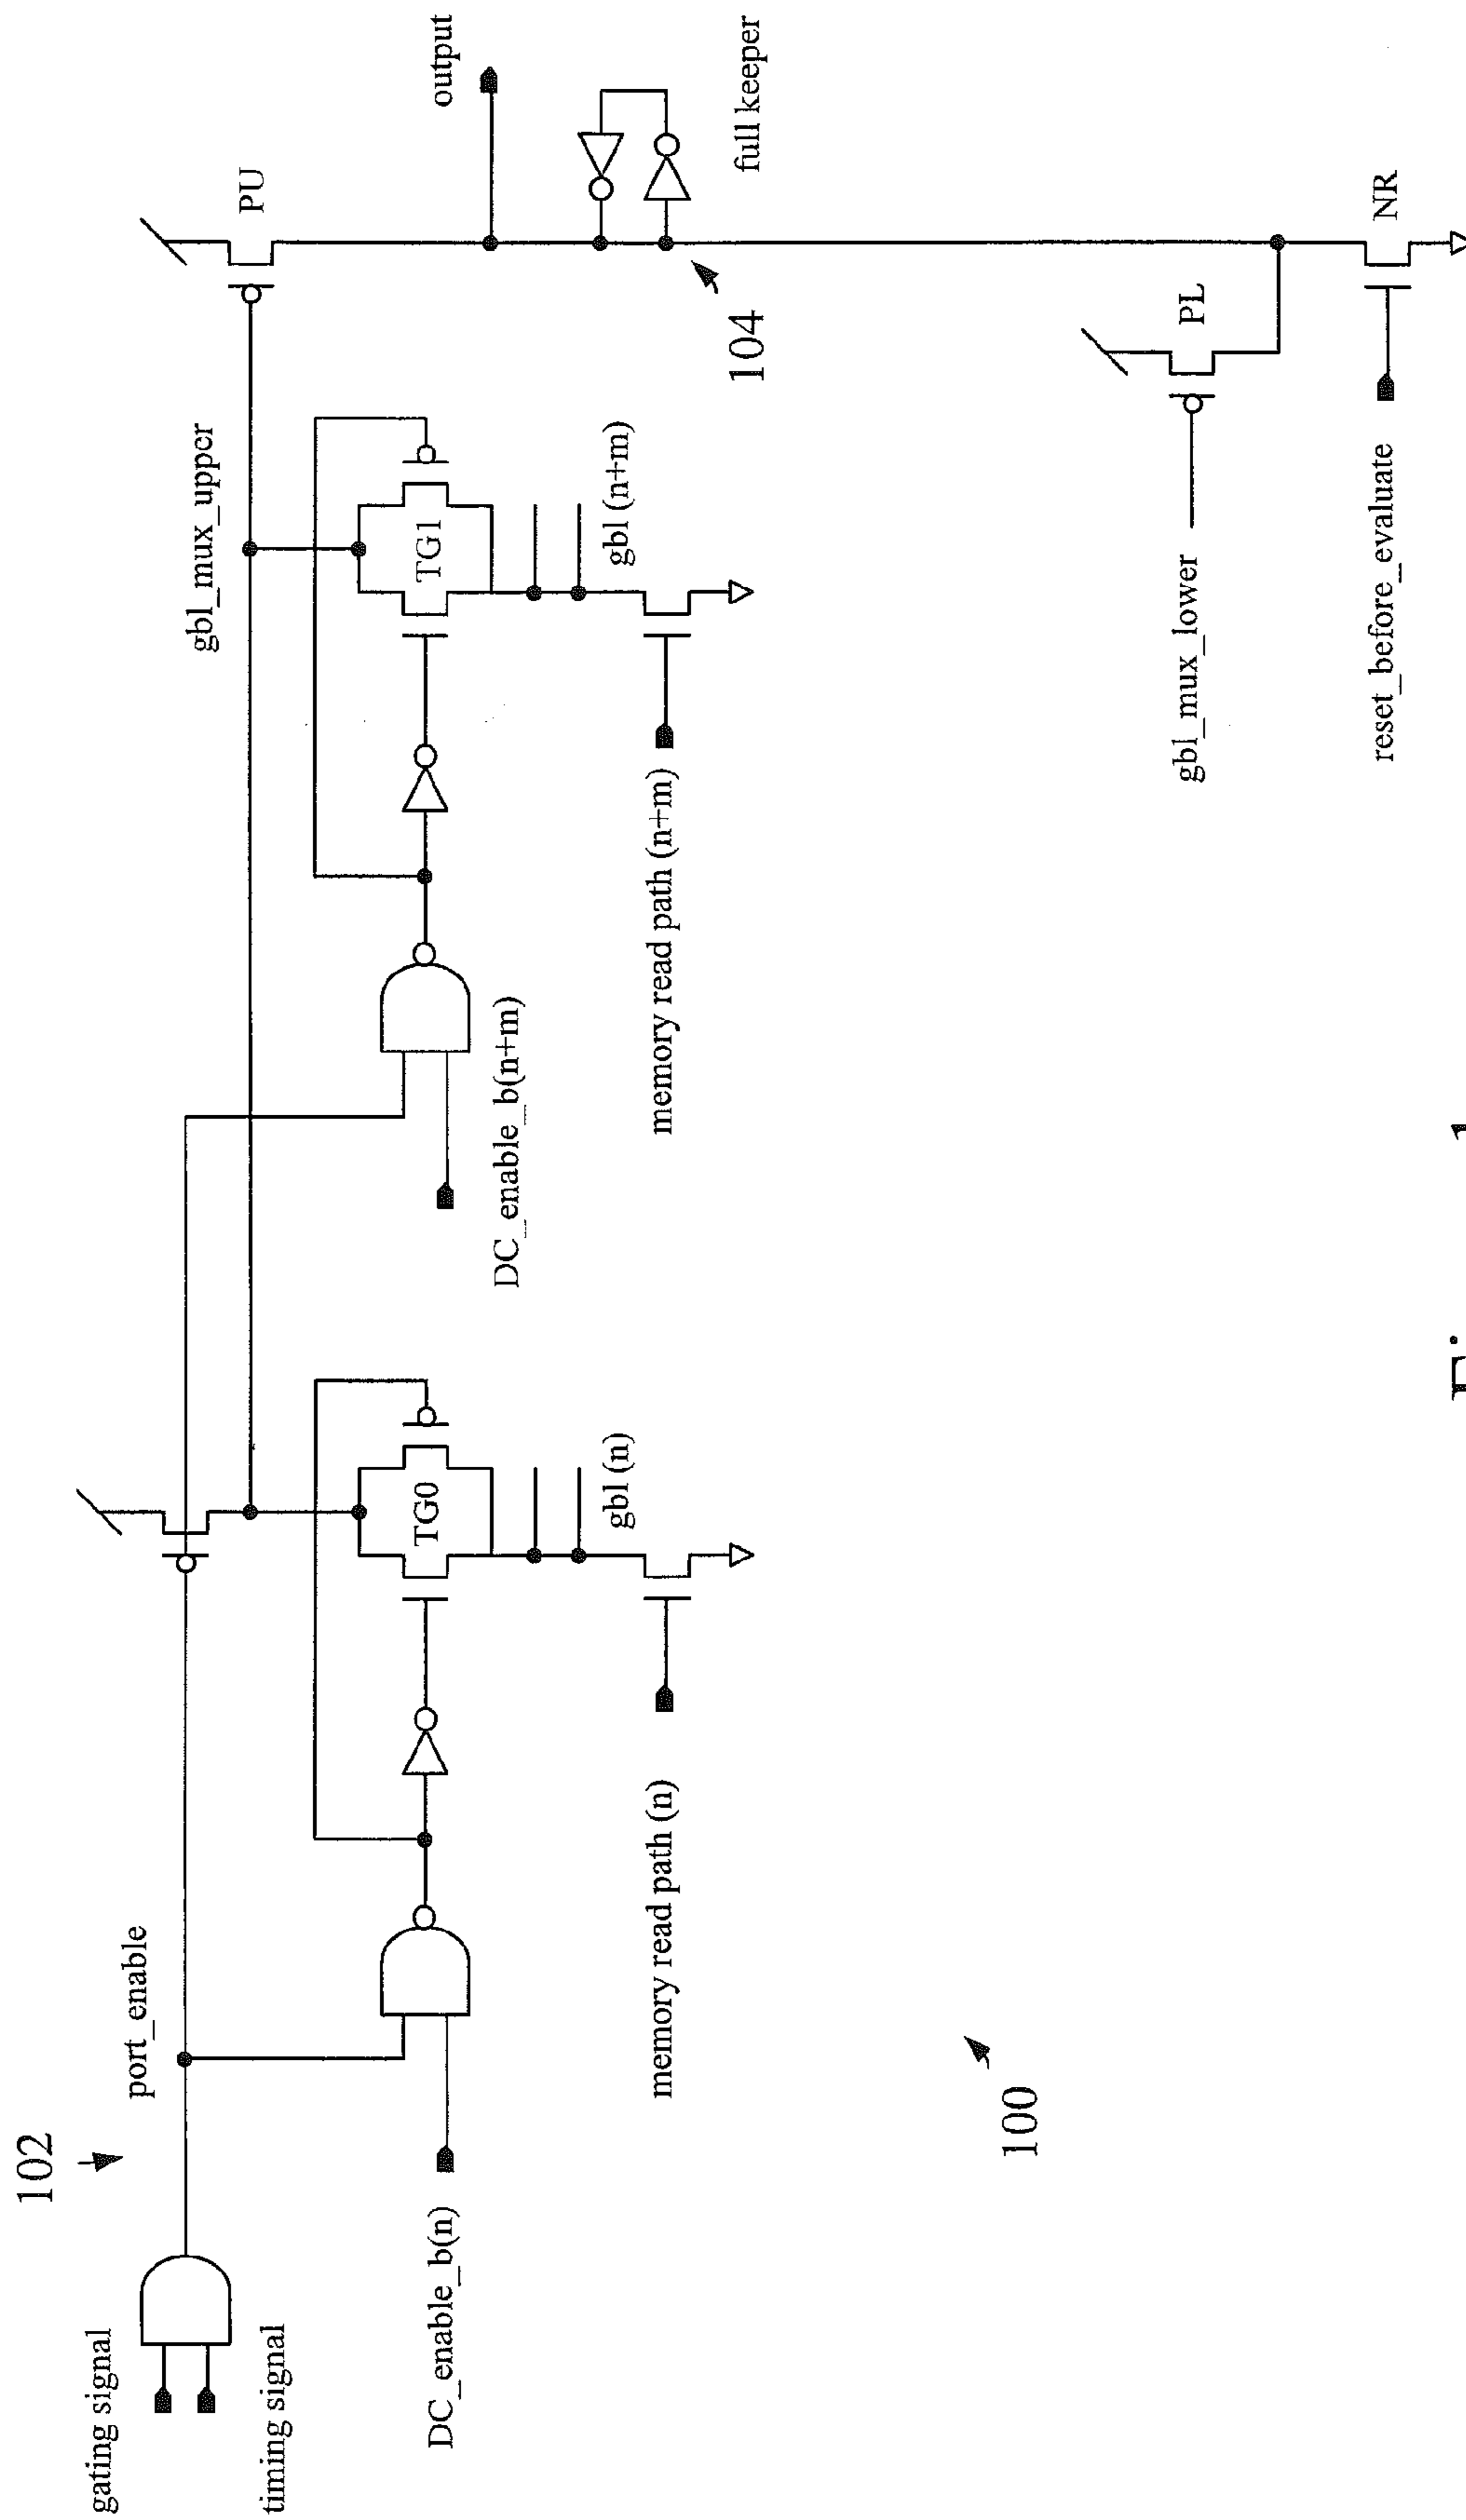 102
gating signal
timing signal
port_enable
DC_enable_b(n)
memory read path (n)
TG0
gbl (n)
DC_enable_b(n+m)
memory read path (n+m)
TG1
gbl (n+m)
gbl_mux_upper
PU
output
full keeper
104
gbl_mux_lower
PL
reset_before_evaluate
NR
100